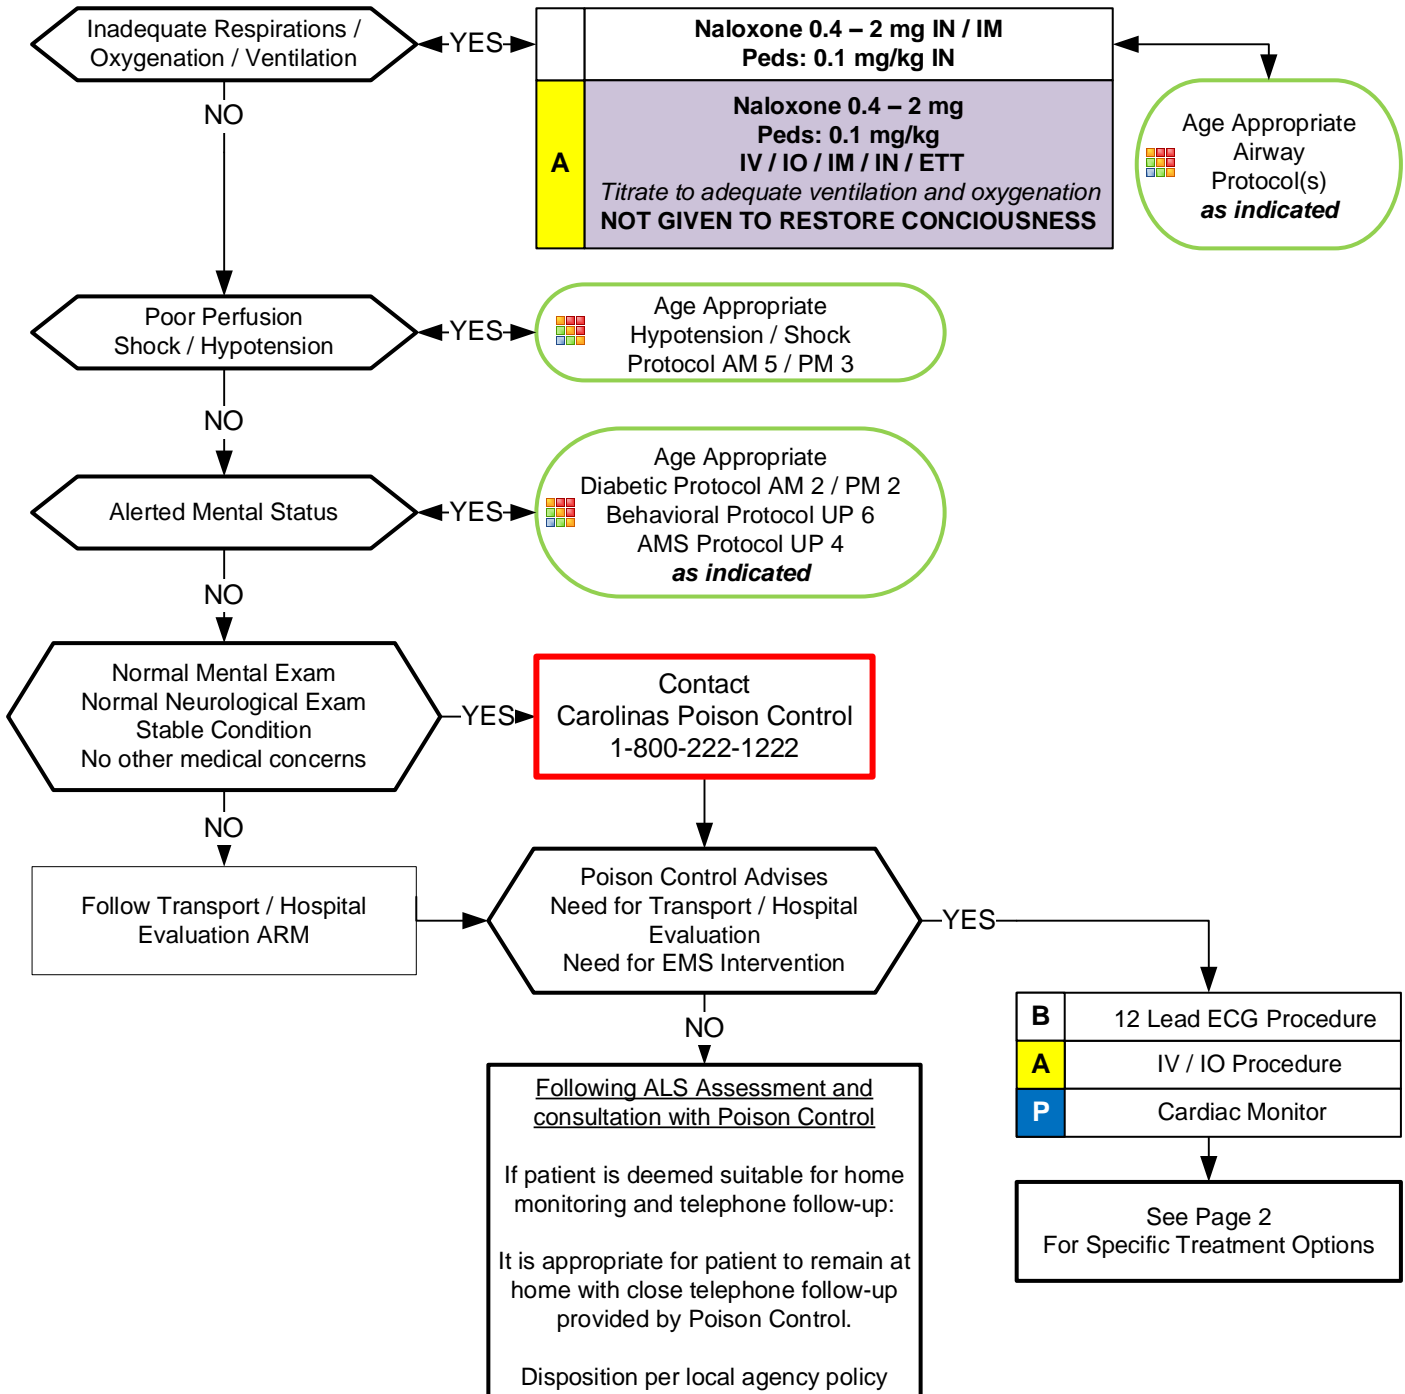 Inadequate Respirations /
Oxygenation / Ventilation
YES
Naloxone 0.4 – 2 mg IN / IM
Peds: 0.1 mg/kg IN
A
Naloxone 0.4 – 2 mg
Peds: 0.1 mg/kg
IV / IO / IM / IN / ETT
Titrate to adequate ventilation and oxygenation
NOT GIVEN TO RESTORE CONCIOUSNESS
Age Appropriate
Airway
Protocol(s)
as indicated
NO
Poor Perfusion
Shock / Hypotension
YES
Age Appropriate
Hypotension / Shock
Protocol AM 5 / PM 3
NO
Alerted Mental Status
YES
Age Appropriate
Diabetic Protocol AM 2 / PM 2
Behavioral Protocol UP 6
AMS Protocol UP 4
as indicated
NO
Normal Mental Exam
Normal Neurological Exam
Stable Condition
No other medical concerns
YES
Contact
Carolinas Poison Control
1-800-222-1222
NO
Follow Transport / Hospital
Evaluation ARM
Poison Control Advises
Need for Transport / Hospital
Evaluation
Need for EMS Intervention
YES
B
12 Lead ECG Procedure
A
IV / IO Procedure
P
Cardiac Monitor
See Page 2
For Specific Treatment Options
NO
Following ALS Assessment and
consultation with Poison Control
If patient is deemed suitable for home
monitoring and telephone follow-up:
It is appropriate for patient to remain at
home with close telephone follow-up
provided by Poison Control.
Disposition per local agency policy